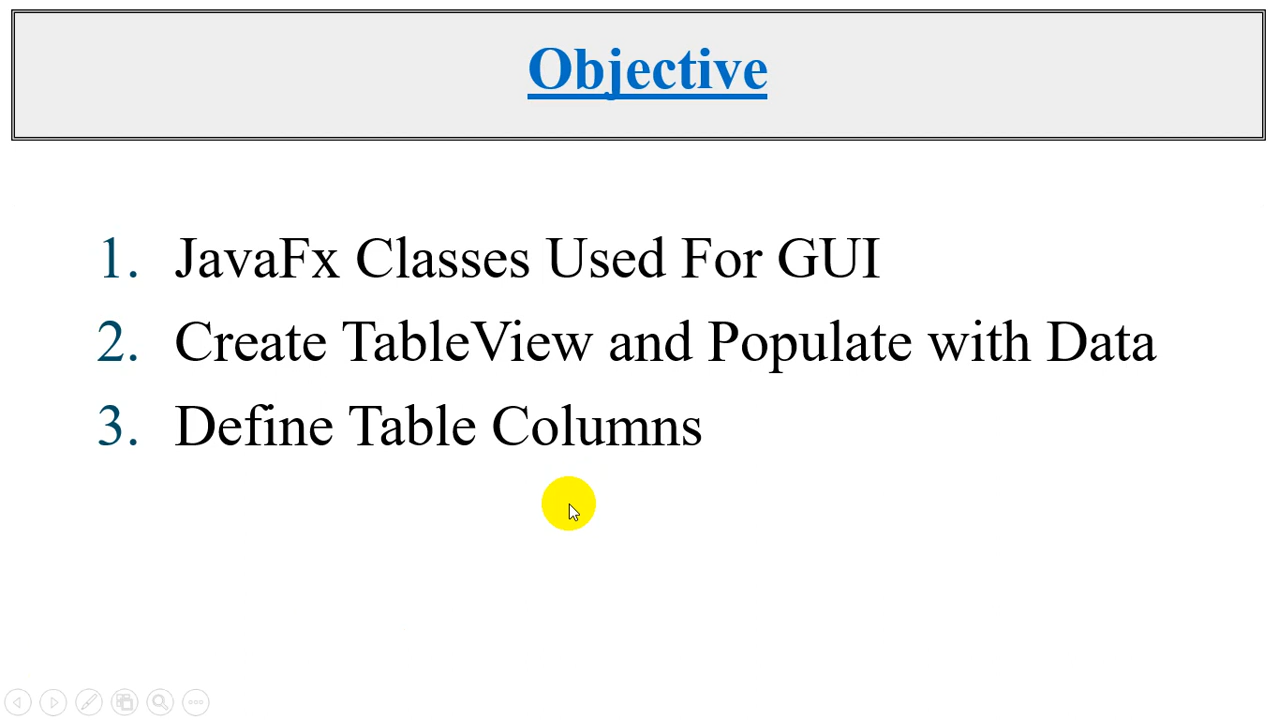 Objective
1. JavaFx Classes Used For GUI
2. Create TableView and Populate with Data
3. Define Table Columns